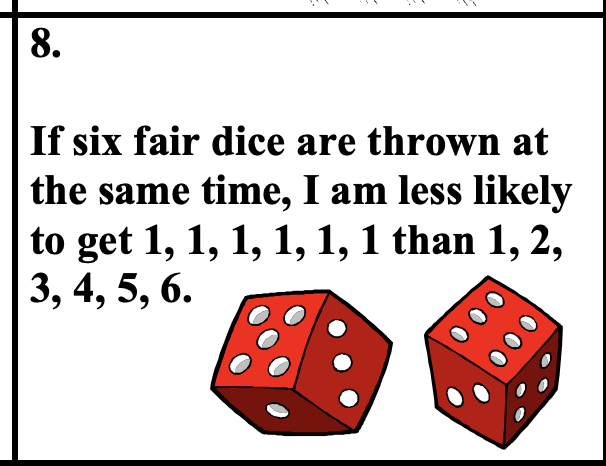 8.
If six fair dice are thrown at
the same time, I am less likely
to get 1, 1, 1, 1, 1, 1 than 1, 2,
3, 4, 5, 6.